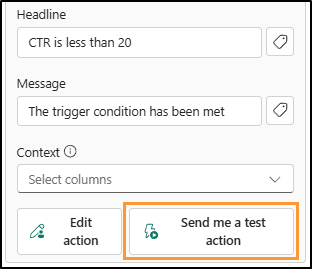 Headline
CTR is less than 20
Message
The trigger condition has been met
Context
Select columns
Edit
action
Send me a test
action